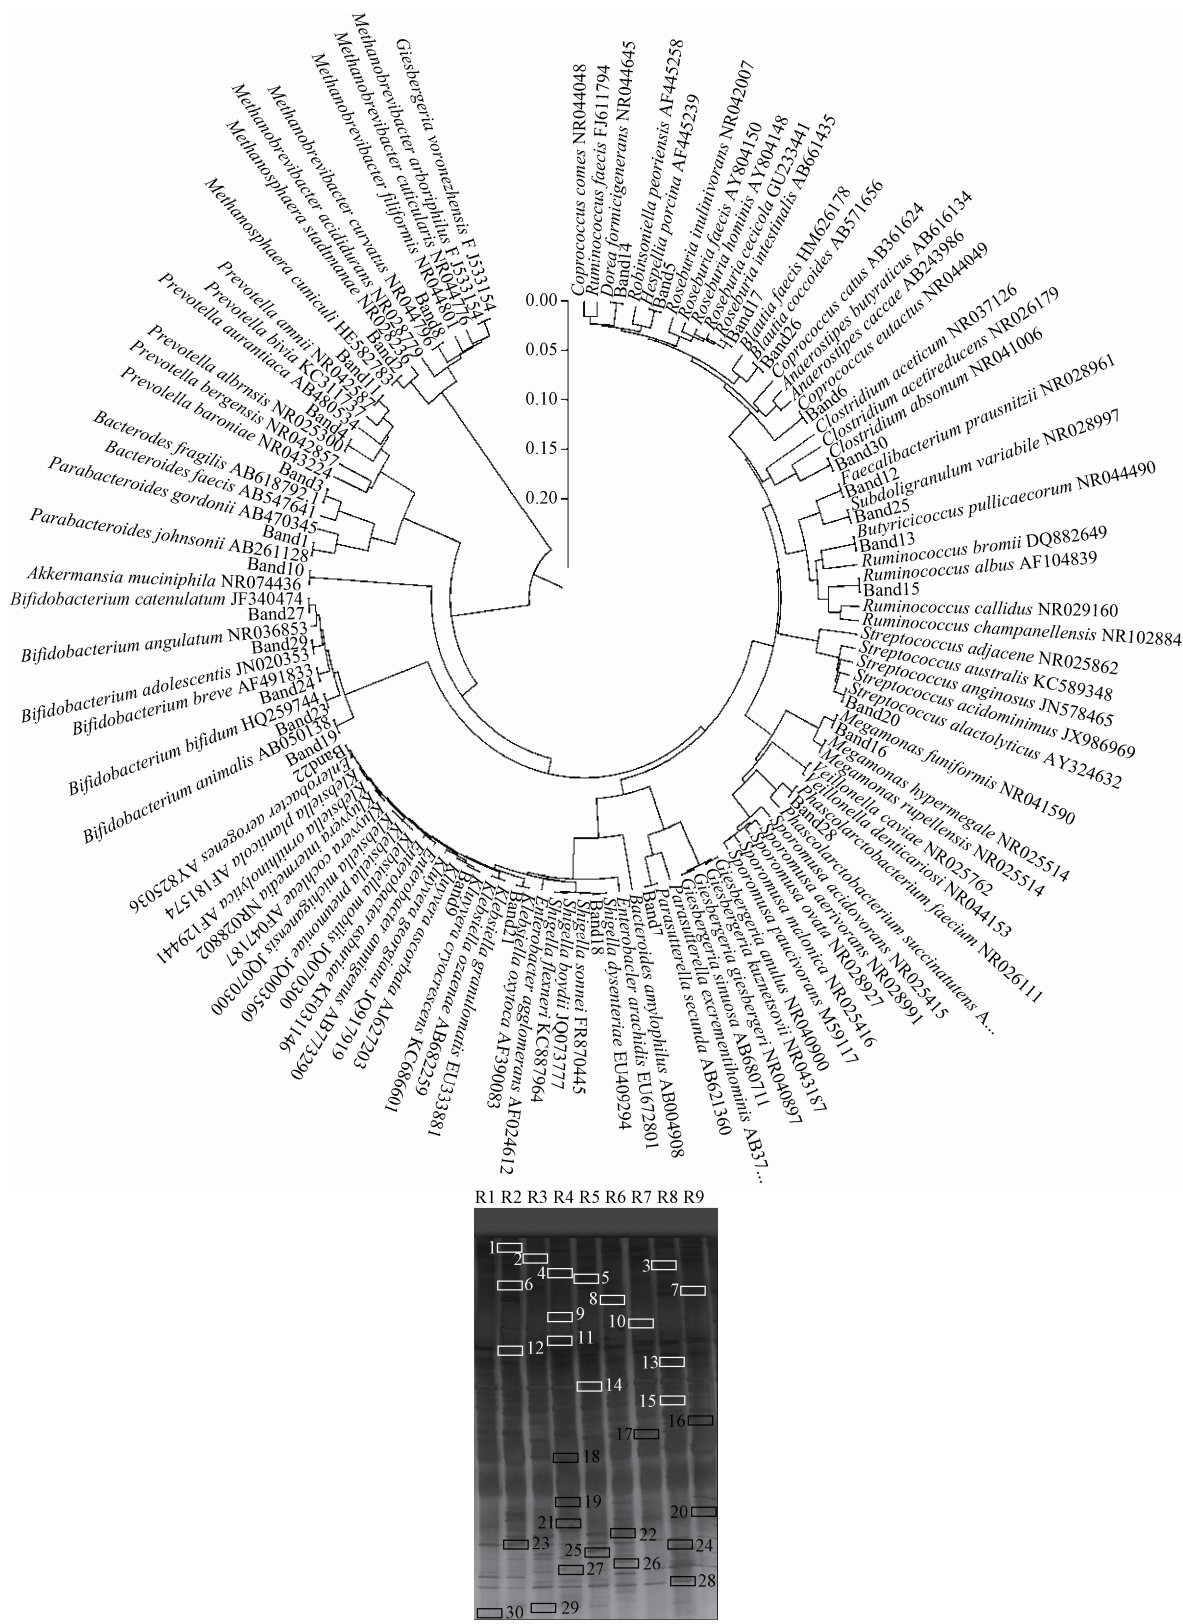 Coprococcus comes NR044048
Ruminococcus faecis FJ611794
Dorea formicigenerans NR044645
Band14
Robinsoniella peoriensis AF445258
Hespellia porcina AF445239
Band5
Roseburia inulinivorans NR042007
Roseburia faecis AY804150
Roseburia hominis AY804148
Roseburia cecicola GU233441
Roseburia intestinalis AB661435
Band17
Blautia faecis HM626178
Blautia coccoides AB571656
Band26
Coprococcus catus AB361624
Anaerostipes butyraticus AB616134
Anaerostipes caccae AB243986
Coprococcus eutactus NR044049
Band6
Clostridium aceticum NR037126
Clostridium acetireducens NR026179
Clostridium absonum NR041006
Band30
Faecalibacterium prausnitzii NR028961
Band12
Subdoligranulum variabile NR028997
Band25
Butyricicoccus pullicaecorum NR044490
Band13
Ruminococcus bromii DQ882649
Ruminococcus albus AF104839
Band15
Ruminococcus callidus NR029160
Ruminococcus champanellensis NR102884
Streptococcus adjacene NR025862
Streptococcus australis KC589348
Streptococcus anginosus JN578465
Streptococcus acidominimus JX986969
Streptococcus alactolyticus AY324632
Band20
Megamonas funiformis NR041590
Band16
Megamonas hypermegale NR025514
Megamonas rupellensis NR025514
Veillonella caviae NR025762
Veillonella denticariosi NR044153
Phascolarctobacterium faecium NR026111
Band28
Phascolarctobacterium succinatutens A...
Sporomusa acidovorans NR025415
Sporomusa aerivorans NR028991
Sporomusa ovata NR028927
Sporomusa malonica NR025416
Sporomusa Faucivorans M59117
Giesbergeria anulus NR040900
Giesbergeria kuznetsovii NR043187
Giesbergeria giesbergeri NR040897
Giesbergeria sinuosa AB680711
Parasutterella excrementihominis AB37...
Parasutterella secunda AB621360
Band7
Bacteroides amylophilus AB004908
Enterobacler arachidis EU672801
Shigella dysenteriae EU409294
Band18
Shigella sonnei FR870445
Shigella boydii JQ073777
Shigella flexneri KC887964
Enterobacter agglomerans AF024612
Klebsiello oxytoca AF390083
Band21
Klebsiella granulomatis EU333881
Klebsiella ozaenae AB682259
Kluyvera cryocrescens KC686601
Band9
Kluyvera ascorbala AJ627203
Kluyvera georgiana JQ917919
Enterobacter amnigenus AB773290
Enterobacter asburiae KF031146
Klebsiella mobilis JQ070300
Klebsiella pneumoniae JQ003560
Kluyvera cochleae AF04787
Kluyvera intermedia NR028802
Klebsiella ornithinolytica AF129441
Klebsiella planticola AF181574
Enterobacter aerogenes AY825036
Band22
Band19
Bifidobacterium animalis AB050138
Band23
Bifidobacterium bifidum HQ259744
Band24
Bifidobacterium breve AF491833
Bifidobacterium adolescentis JN020353
Band29
Bifidobacterium angulatum NR036853
Band27
Bifidobacterium catenulatum JF340474
Akkermansia muciniphila NR074436
Band10
Parabacteroides johnsonii AB261128
Band1
Parabacteroides gordonii AB470345
Bacteroides faecis AB547641
Bacterodes fragilis AB618792.1
Band3
Prevolella baroniae NR043224
Prevotella bergensis NR042857
Prevotella albrnsis NR025300
Band4
Prevotella aurantiaca AB480534
Prevotella bivia KC311737
Prevotella amnii NR042587
Band11
Methanosphaera cuniculi HE582783
Band2
Methanosphaera stadtmanae NR028236
Methanobrevibacter acididurans NR028779
Methanobrevibacter curvatus NR044796
Band8
Methanobrevibacter filiformis NR044801
Methanobrevibacter cuticularis NR044776
Methanobrevibacter arboriphilus FJ533154
Giesbergeria voronezhensis FJ533154
0.00
0.05
0.10
0.15
0.20
R1 R2 R3 R4 R5 R6 R7 R8 R9
1
2
3
4
5
6
7
8
9
10
11
12
13
14
15
16
17
18
19
20
21
22
23
24
25
26
27
28
29
30